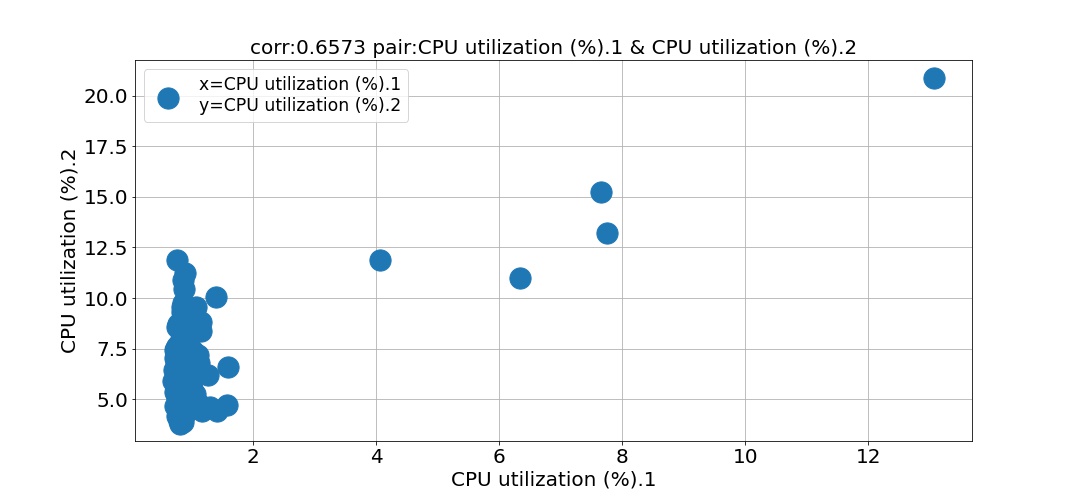 corr:0.6573 pair:CPU utilization (%).1 & CPU utilization (%).2
x=CPU utilization (%).1
y=CPU utilization (%).2
CPU utilization (%).2
20.0
17.5
15.0
12.5
10.0
7.5
5.0
2 4 6 8 10 12
CPU utilization (%).1